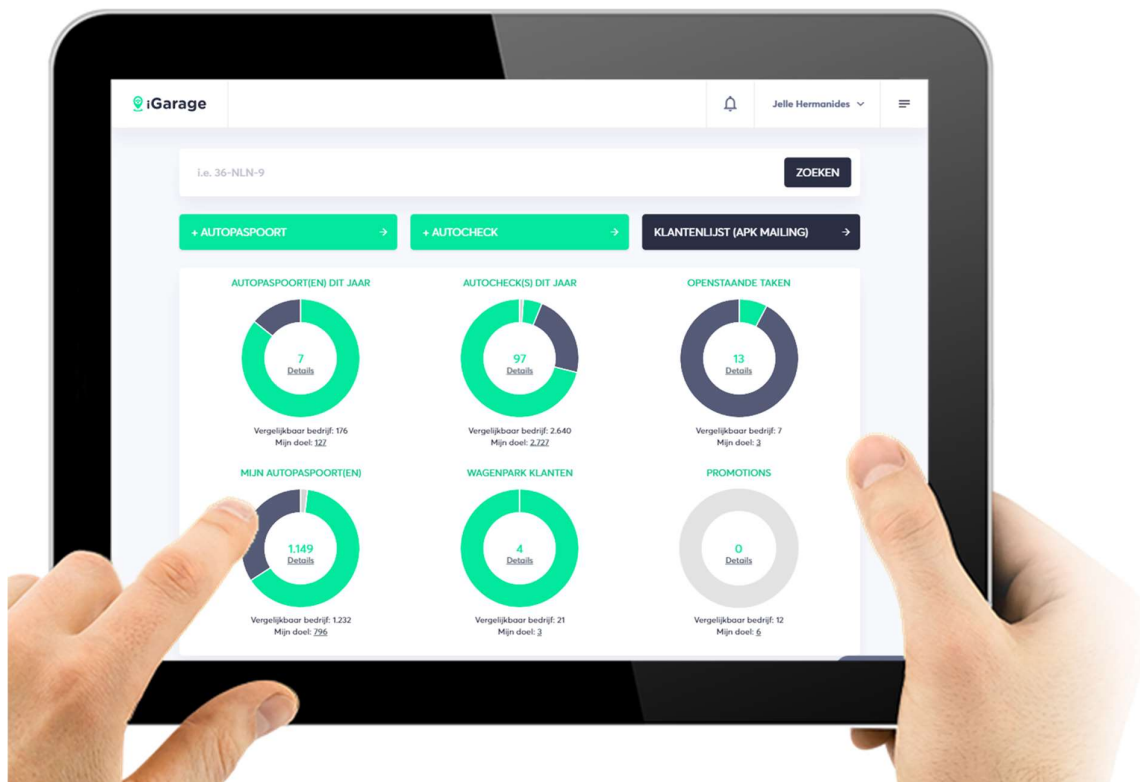 iGarage
Jelle Hermanides
i.e. 36-NLN-9
ZOEKEN
+ AUTOPASPOORT
+ AUTOCHECK
KLANTENLIJST (APK MAILING)
AUTOPASPOORT(EN) DIT JAAR
AUTOCHECK(S) DIT JAAR
OPENSTAANDE TAKEN
7
Details
97
Details
13
Details
Vergelijkbaar bedrijf: 176
Mijn doel: 127
Vergelijkbaar bedrijf: 2.640
Mijn doel: 2.727
Vergelijkbaar bedrijf: 7
Mijn doel: 3
MIJN AUTOPASPOORT(EN)
WAGENPARK KLANTEN
PROMOTIONS
1.149
Details
4
Details
0
Details
Vergelijkbaar bedrijf: 1.232
Mijn doel: 796
Vergelijkbaar bedrijf: 21
Mijn doel: 3
Vergelijkbaar bedrijf: 12
Mijn doel: 6